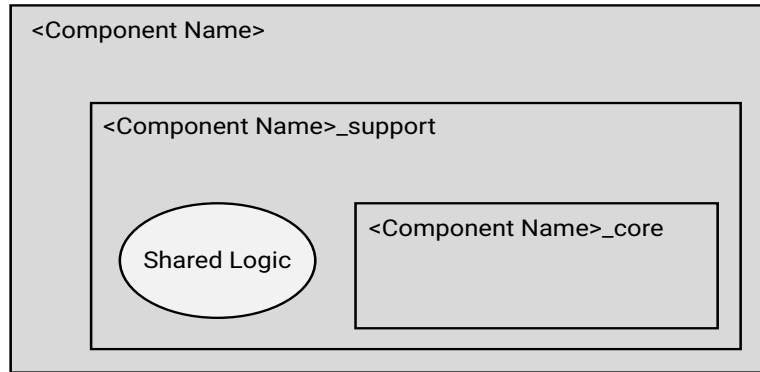 <Component Name>
<Component Name>_support
Shared Logic
<Component Name>_core